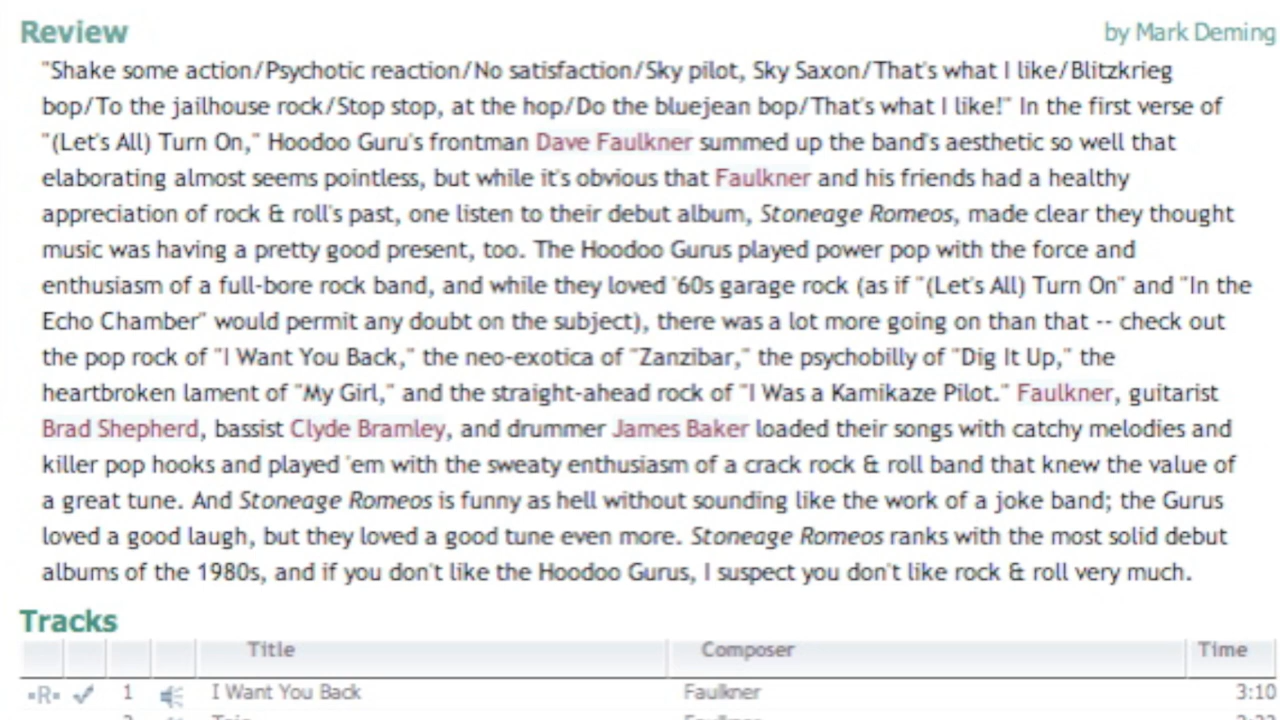 Review by Mark Deming
"Shake some action/Psychotic reaction/No satisfaction/Sky pilot, Sky Saxon/That's what I like/Blitzkrieg
bop/To the jailhouse rock/Stop stop, at the hop/Do the bluejean bop/That's what I like!" In the first verse of
"(Let's All) Turn On," Hoodoo Guru's frontman Dave Faulkner summed up the band's aesthetic so well that
elaborating almost seems pointless, but while it's obvious that Faulkner and his friends had a healthy
appreciation of rock & roll's past, one listen to their debut album, Stoneage Romeos, made clear they thought
music was having a pretty good present, too. The Hoodoo Gurus played power pop with the force and
enthusiasm of a full-bore rock band, and while they loved '60s garage rock (as if "(Let's All) Turn On" and "In the
Echo Chamber" would permit any doubt on the subject), there was a lot more going on than that -- check out
the pop rock of "I Want You Back," the neo-exotica of "Zanzibar," the psychobilly of "Dig It Up," the
heartbroken lament of "My Girl," and the straight-ahead rock of "I Was a Kamikaze Pilot." Faulkner, guitarist
Brad Shepherd, bassist Clyde Bramley, and drummer James Baker loaded their songs with catchy melodies and
killer pop hooks and played 'em with the sweaty enthusiasm of a crack rock & roll band that knew the value of
a great tune. And Stoneage Romeos is funny as hell without sounding like the work of a joke band; the Gurus
loved a good laugh, but they loved a good tune even more. Stoneage Romeos ranks with the most solid debut
albums of the 1980s, and if you don't like the Hoodoo Gurus, I suspect you don't like rock & roll very much.
Tracks
Title Composer Time
R 1 I Want You Back Faulkner 3:10